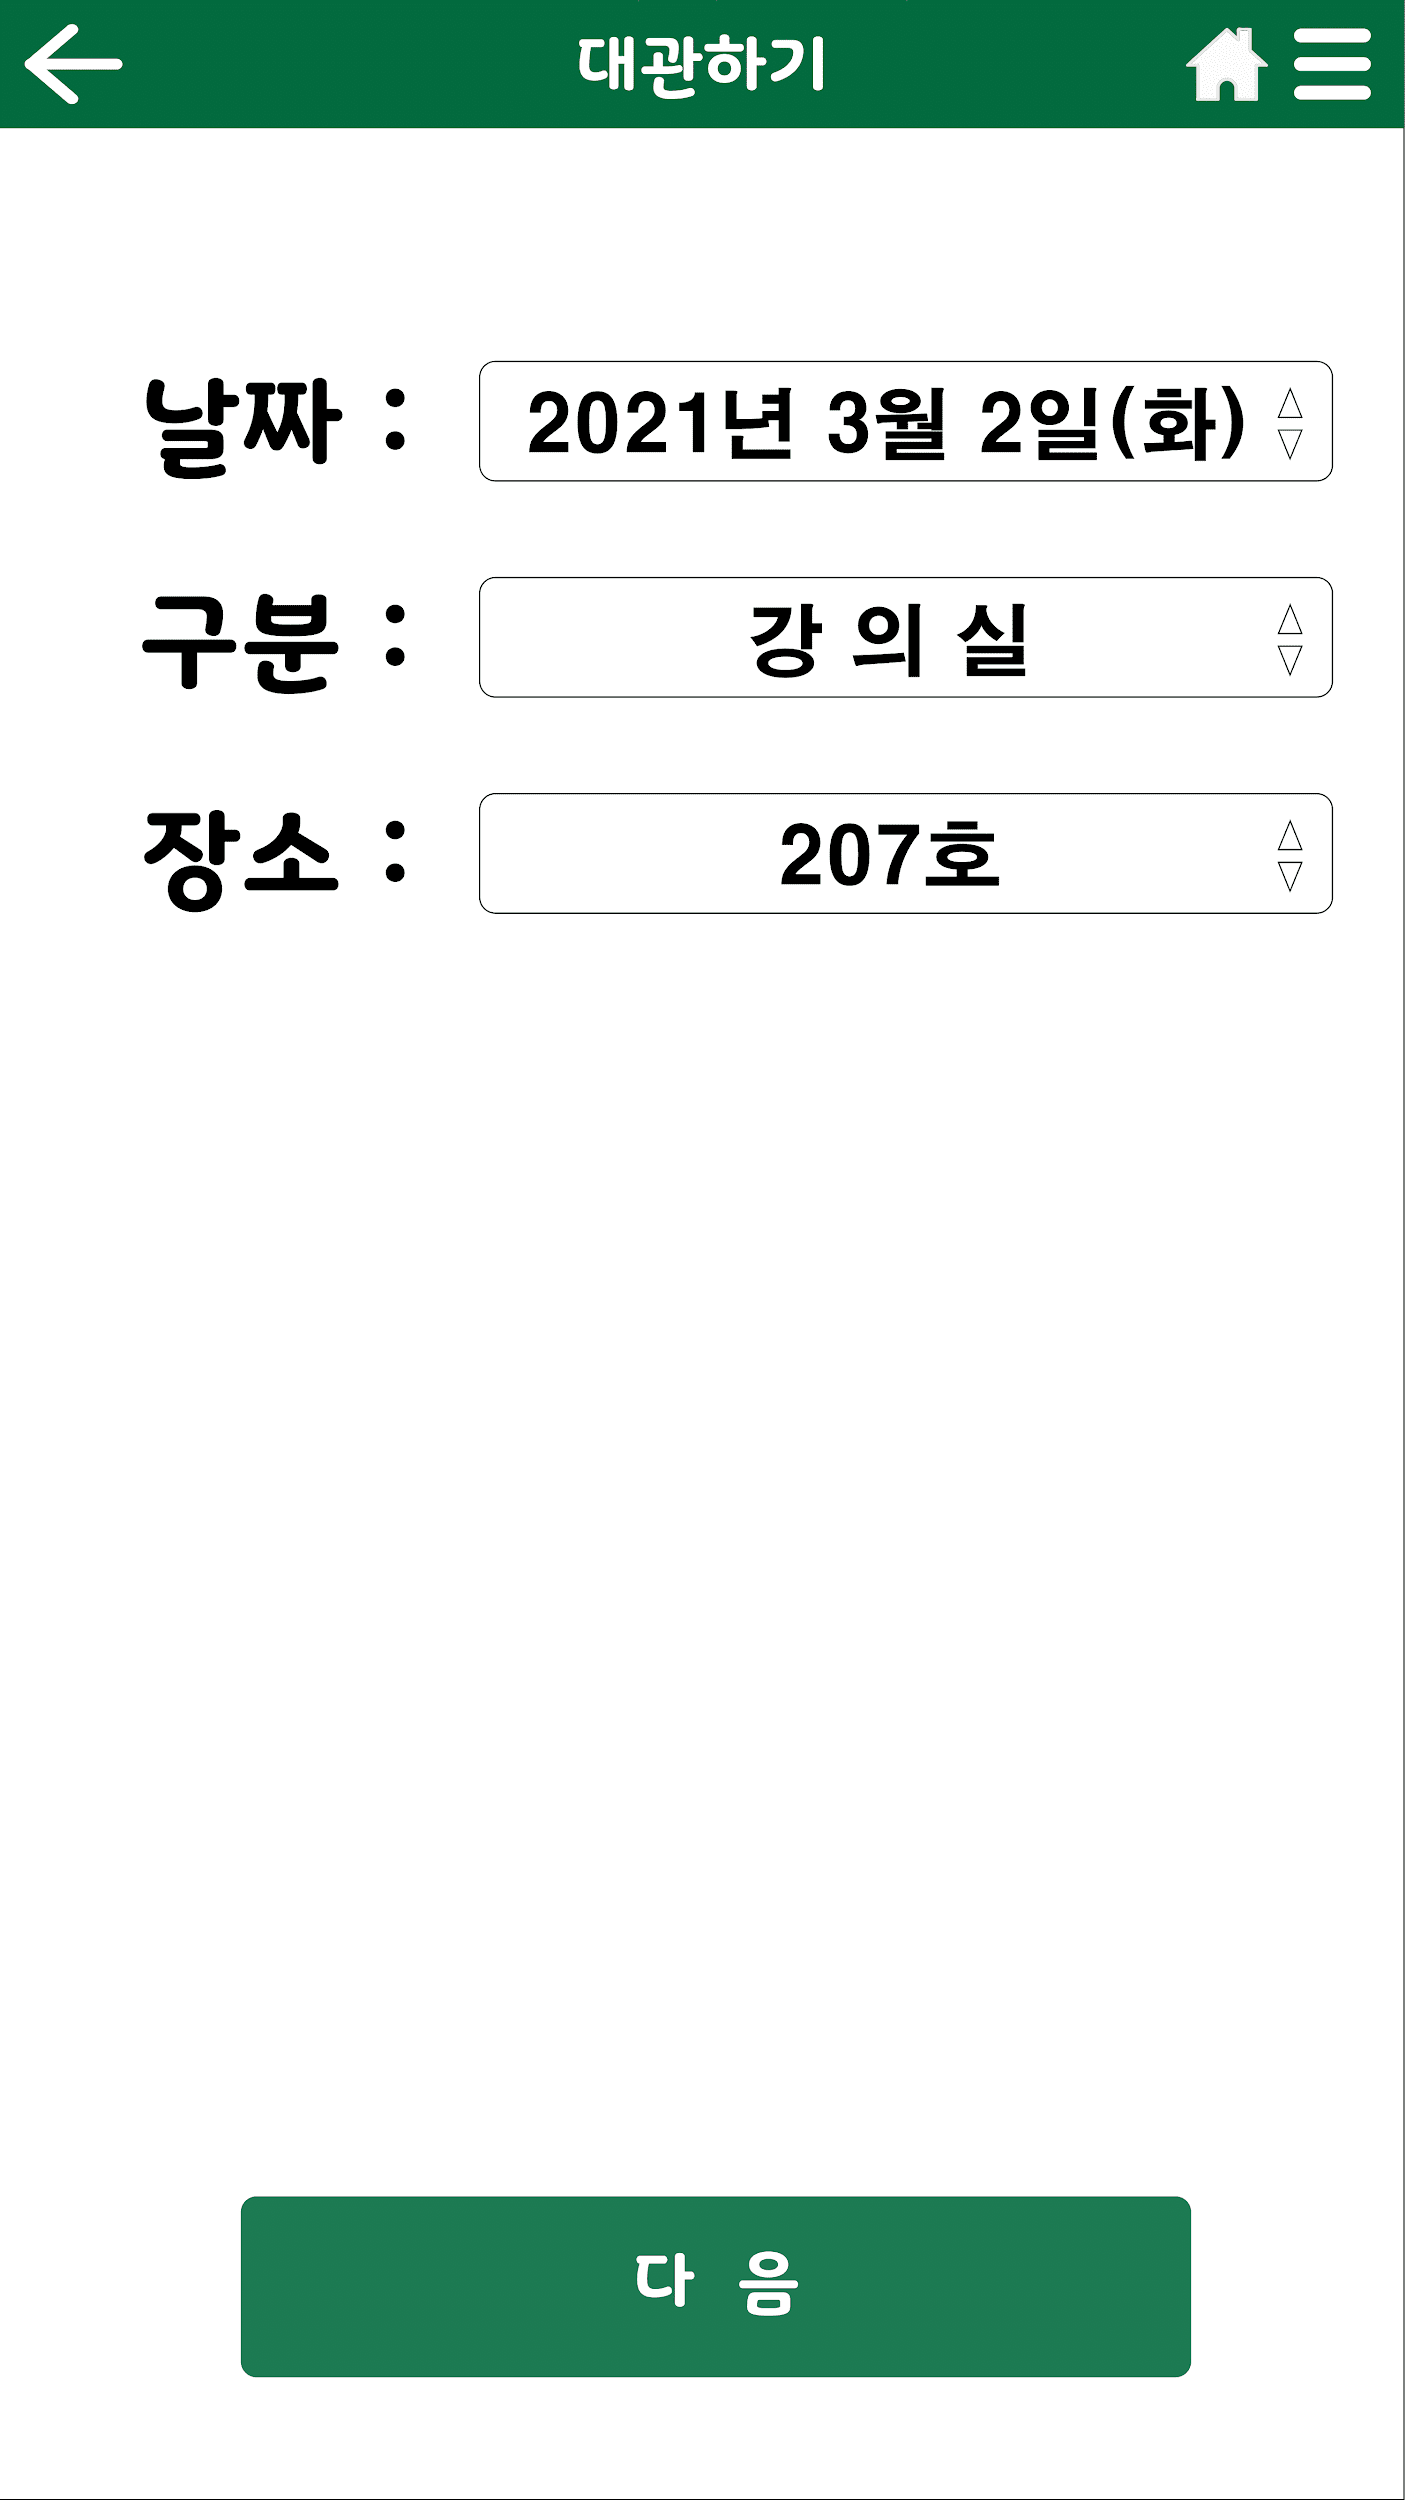 대관하기
날짜 : 2021년 3월 2일(화)
구분 : 강 의 실
장소 : 207호
다 음